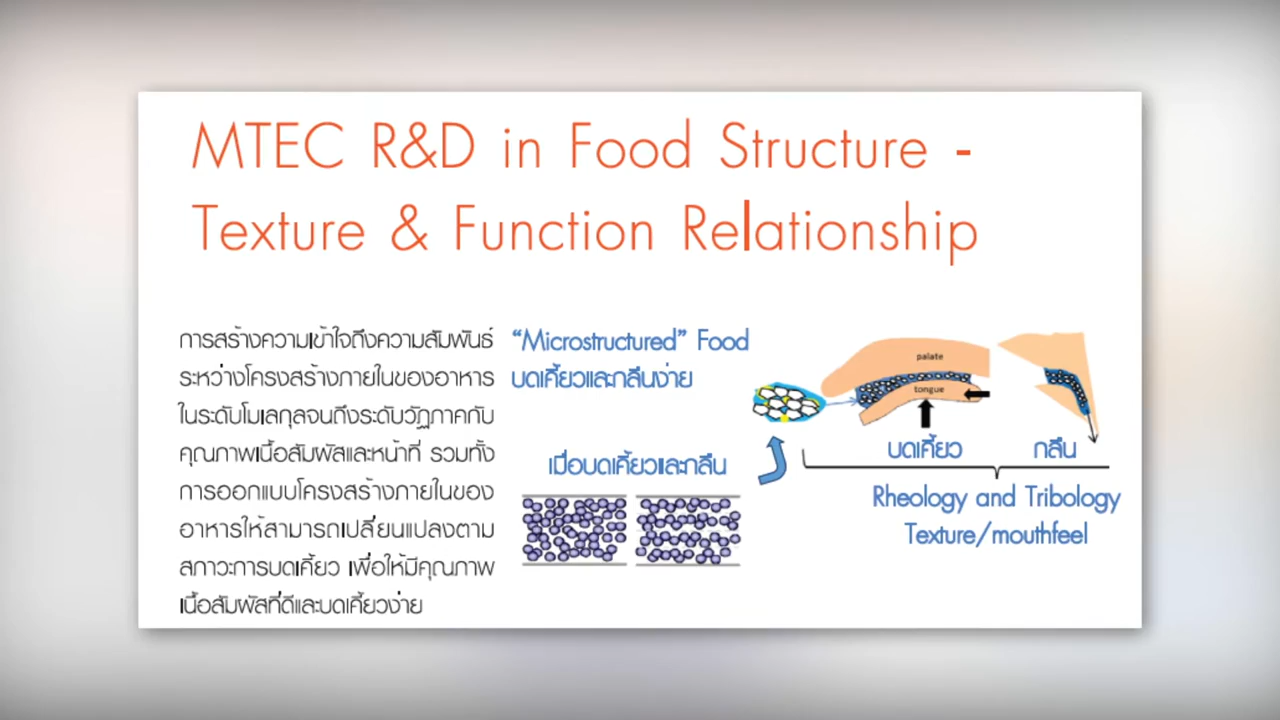 MTEC R&D in Food Structure -
Texture & Function Relationship
การสร้างความเข้าใจถึงความสัมพันธ์
ระหว่างโครงสร้างภายในของอาหาร
ในระดับโมเลกุลจนถึงระดับวัฏภาคกับ
คุณภาพเนื้อสัมผัสและหน้าที่ รวมทั้ง
การออกแบบโครงสร้างภายในของ
อาหารให้สามารถเปลี่ยนแปลงตาม
สภาวะการบดเคี้ยว เพื่อให้มีคุณภาพ
เนื้อสัมผัสที่ดีและบดเคี้ยวง่าย
“Microstructured” Food
บดเคี้ยวและกลืนง่าย
เมื่อบดเคี้ยวและกลืน
palate
tongue
บดเคี้ยว
กลืน
Rheology and Tribology
Texture/mouthfeel